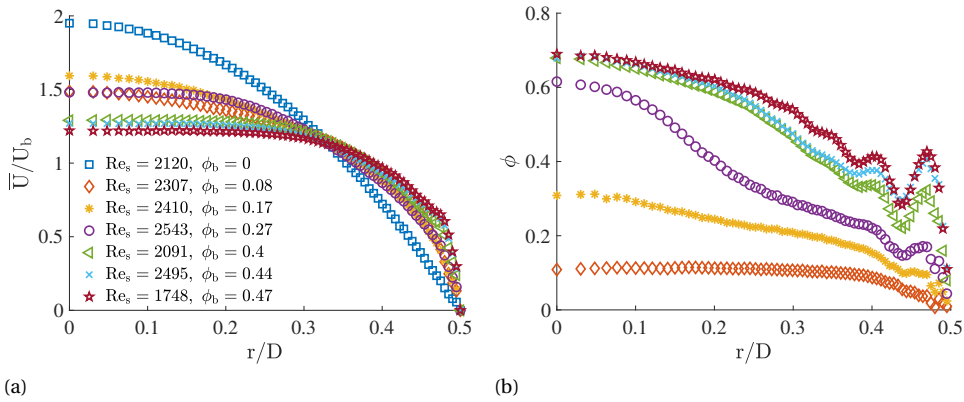 2
1.5
1
0.5
0
U̅/U_b
Re_s = 2120, ϕ_b = 0
Re_s = 2307, ϕ_b = 0.08
Re_s = 2410, ϕ_b = 0.17
Re_s = 2543, ϕ_b = 0.27
Re_s = 2091, ϕ_b = 0.4
Re_s = 2495, ϕ_b = 0.44
Re_s = 1748, ϕ_b = 0.47
0 0.1 0.2 0.3 0.4 0.5
r/D
(a)
0.8
0.6
0.4
0.2
0
ϕ
0 0.1 0.2 0.3 0.4 0.5
r/D
(b)